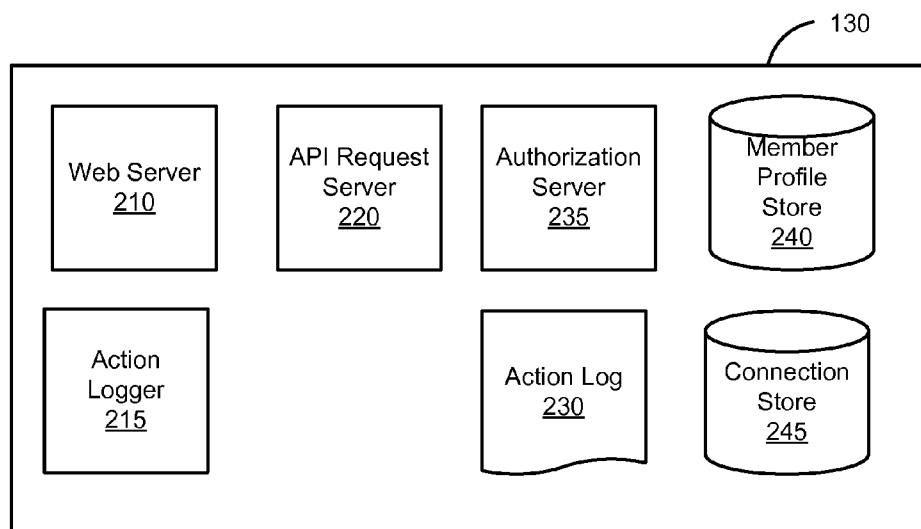 130
Web Server
210
API Request
Server
220
Authorization
Server
235
Member
Profile
Store
240
Action
Logger
215
Action Log
230
Connection
Store
245